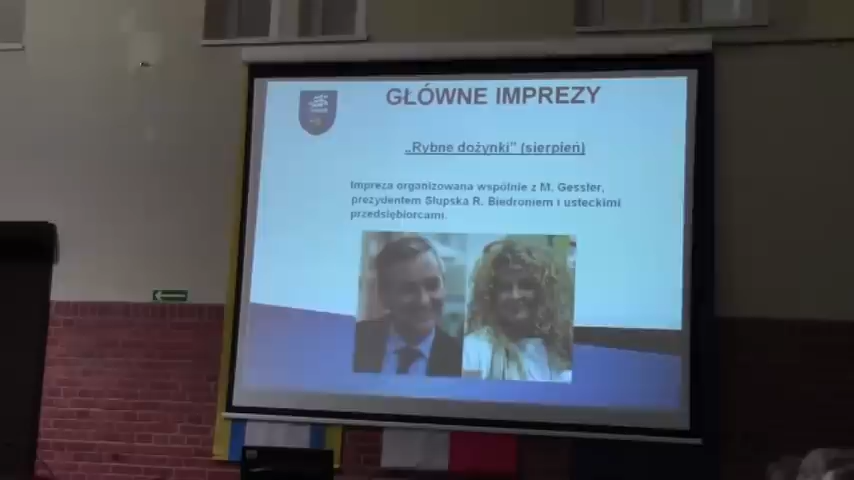 GŁÓWNE IMPREZY
„Rybne dożynki” (sierpień)
Impreza organizowana wspólnie z M. Gessler,
prezydentem Słupska R. Biedroniem i usteckimi
przedsiębiorcami.